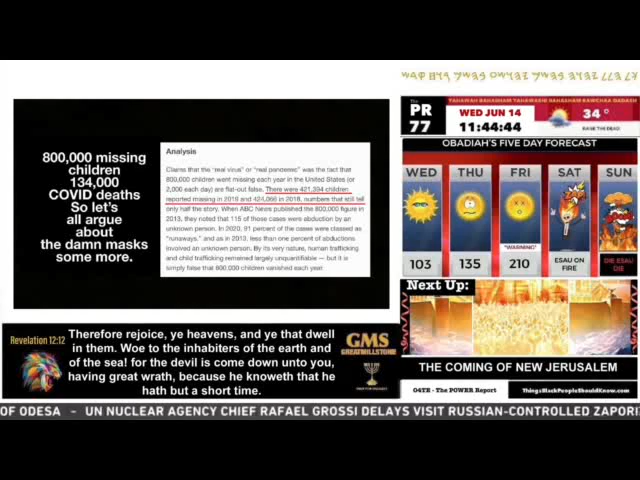 800,000 missing
children
134,000
COVID deaths
So let's
all argue
about
the damn masks
some more.
Analysis
Claims that the "real virus" or "real pandemic" was the fact that
800,000 children went missing each year in the United States (or
2,000 each day) are flat-out false. There were 421,394 children
reported missing in 2018 and 424,066 in 2018, numbers that still tell
only half the story. When ABC News published the 800,000 figure in
2013, they noted that 115 of those cases were abduction by an
unknown person. In 2020, 91 percent of the cases were classed as
"runaways," and as in 2013, less than one percent of abductions
involved an unknown person. By its very nature, human trafficking
and child trafficking remained largely unquantifiable — but it is
simply false that 800,000 children vanished each year
The
PR
77
YAHAWAH BAHASHAM YAHAWASHI BAHASHAM RAWCHAA QADASH
WED JUN 14
11:44:44
34°
RAISE THE DEAD
OBADIAH'S FIVE DAY FORECAST
WED
THU
FRI
SAT
SUN
"WARNING"
103
135
210
ESAU ON
FIRE
DIE ESAU
DIE
Next Up:
THE COMING OF NEW JERUSALEM
O4TE - The POWER Report
ThingsBlackPeopleShouldKnow.com
Revelation 12:12
Therefore rejoice, ye heavens, and ye that dwell
in them. Woe to the inhabiters of the earth and
of the sea! for the devil is come down unto you,
having great wrath, because he knoweth that he
hath but a short time.
GMS
GREATMILLSTONE
OF ODESA - UN NUCLEAR AGENCY CHIEF RAFAEL GROSSI DELAYS VISIT RUSSIAN-CONTROLLED ZAPORI